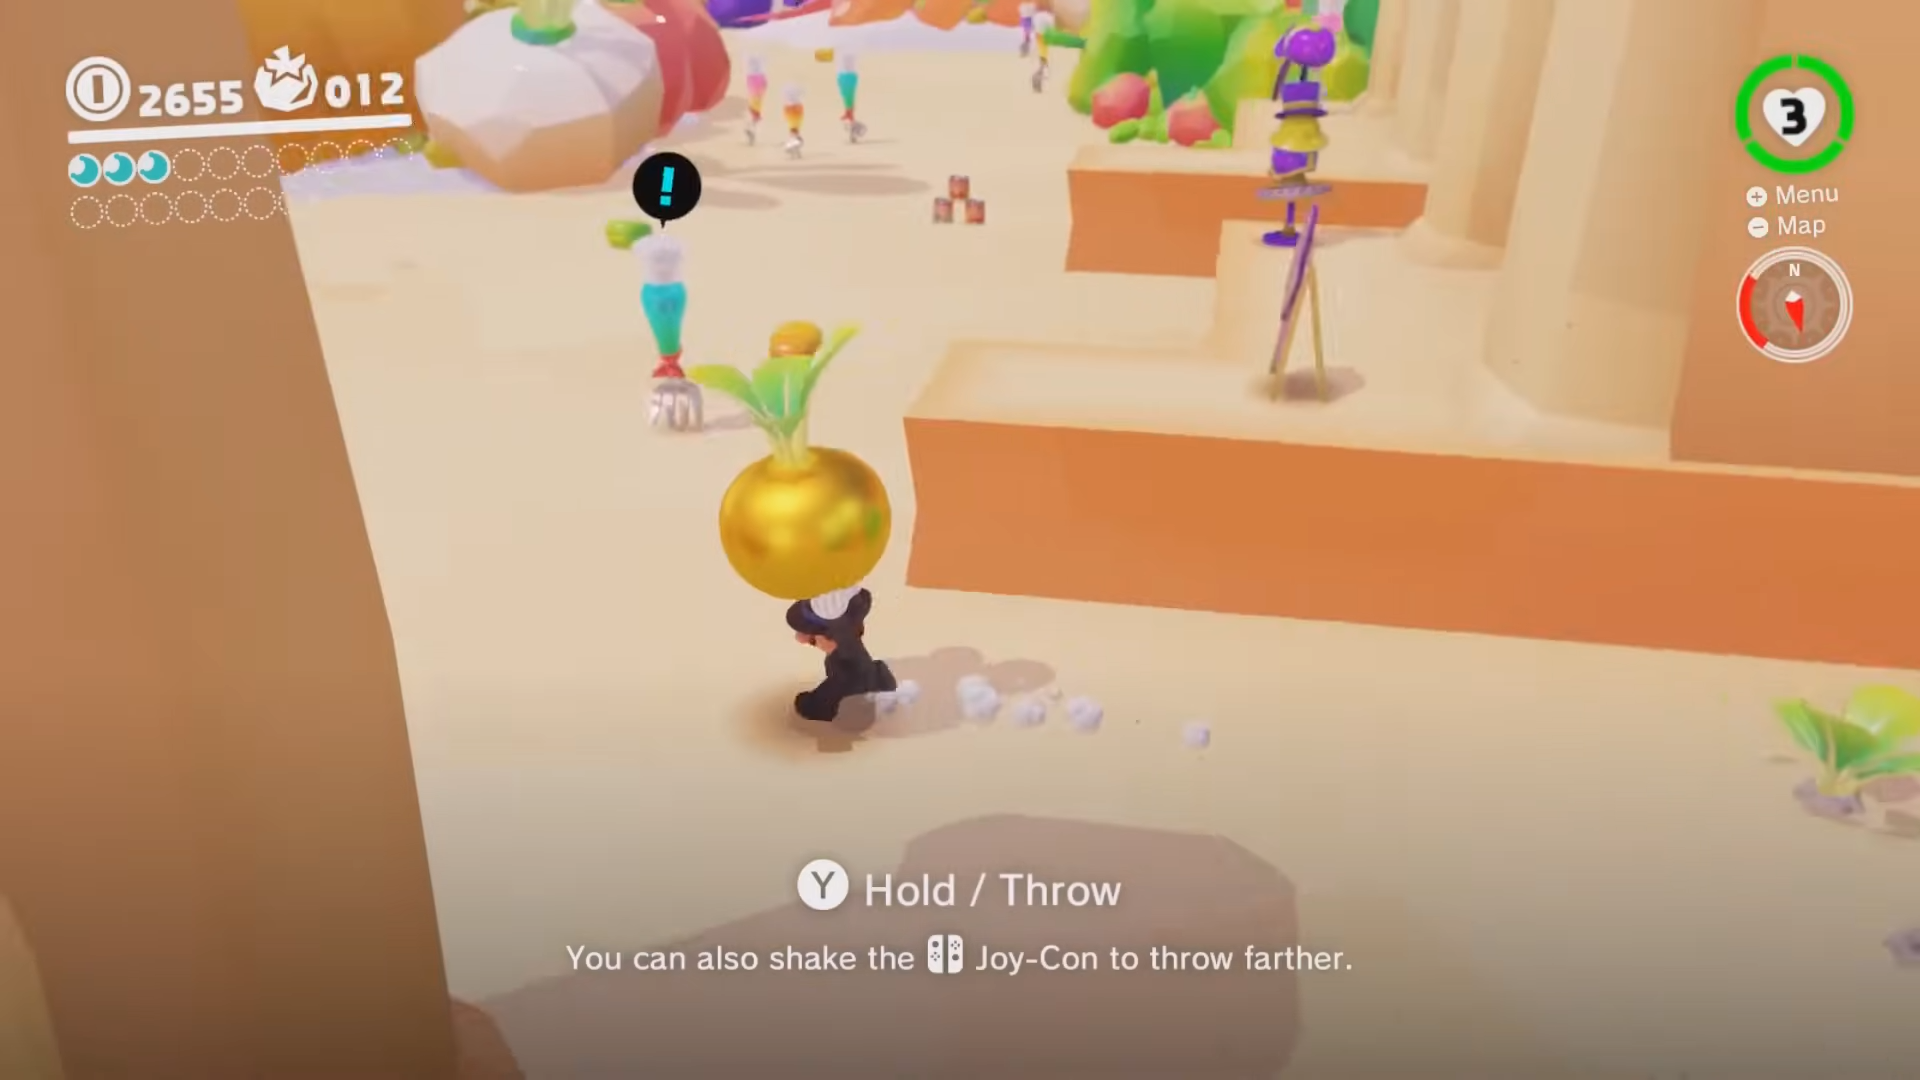 2655 012
3
+ Menu
- Map
N
!
Y Hold / Throw
You can also shake the Joy-Con to throw farther.